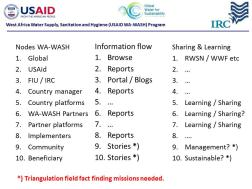 USAID
FROM THE AMERICAN PEOPLE
Global
Water for
Sustainability
West Africa Water Supply, Sanitation and Hygiene (USAID WA-WASH) Program
IRC
Nodes WA-WASH
1. Global
2. USAid
3. FIU / IRC
4. Country manager
5. Country platforms
6. WA-WASH Partners
7. Partner platforms
8. Implementers
9. Community
10. Beneficiary
Information flow
1. Browse
2. Reports
3. Portal / Blogs
4. Reports
5. ...
6. Reports
7. ...
8. Reports
9. Stories *)
10. Stories *)
Sharing & Learning
1. RWSN / WWF etc
2. ...
3. ...
4. ...
5. Learning / Sharing
6. Learning / Sharing?
7. Learning / Sharing
8. ....
9. Management? *)
10. Sustainable? *)
*) Triangulation field fact finding missions needed.